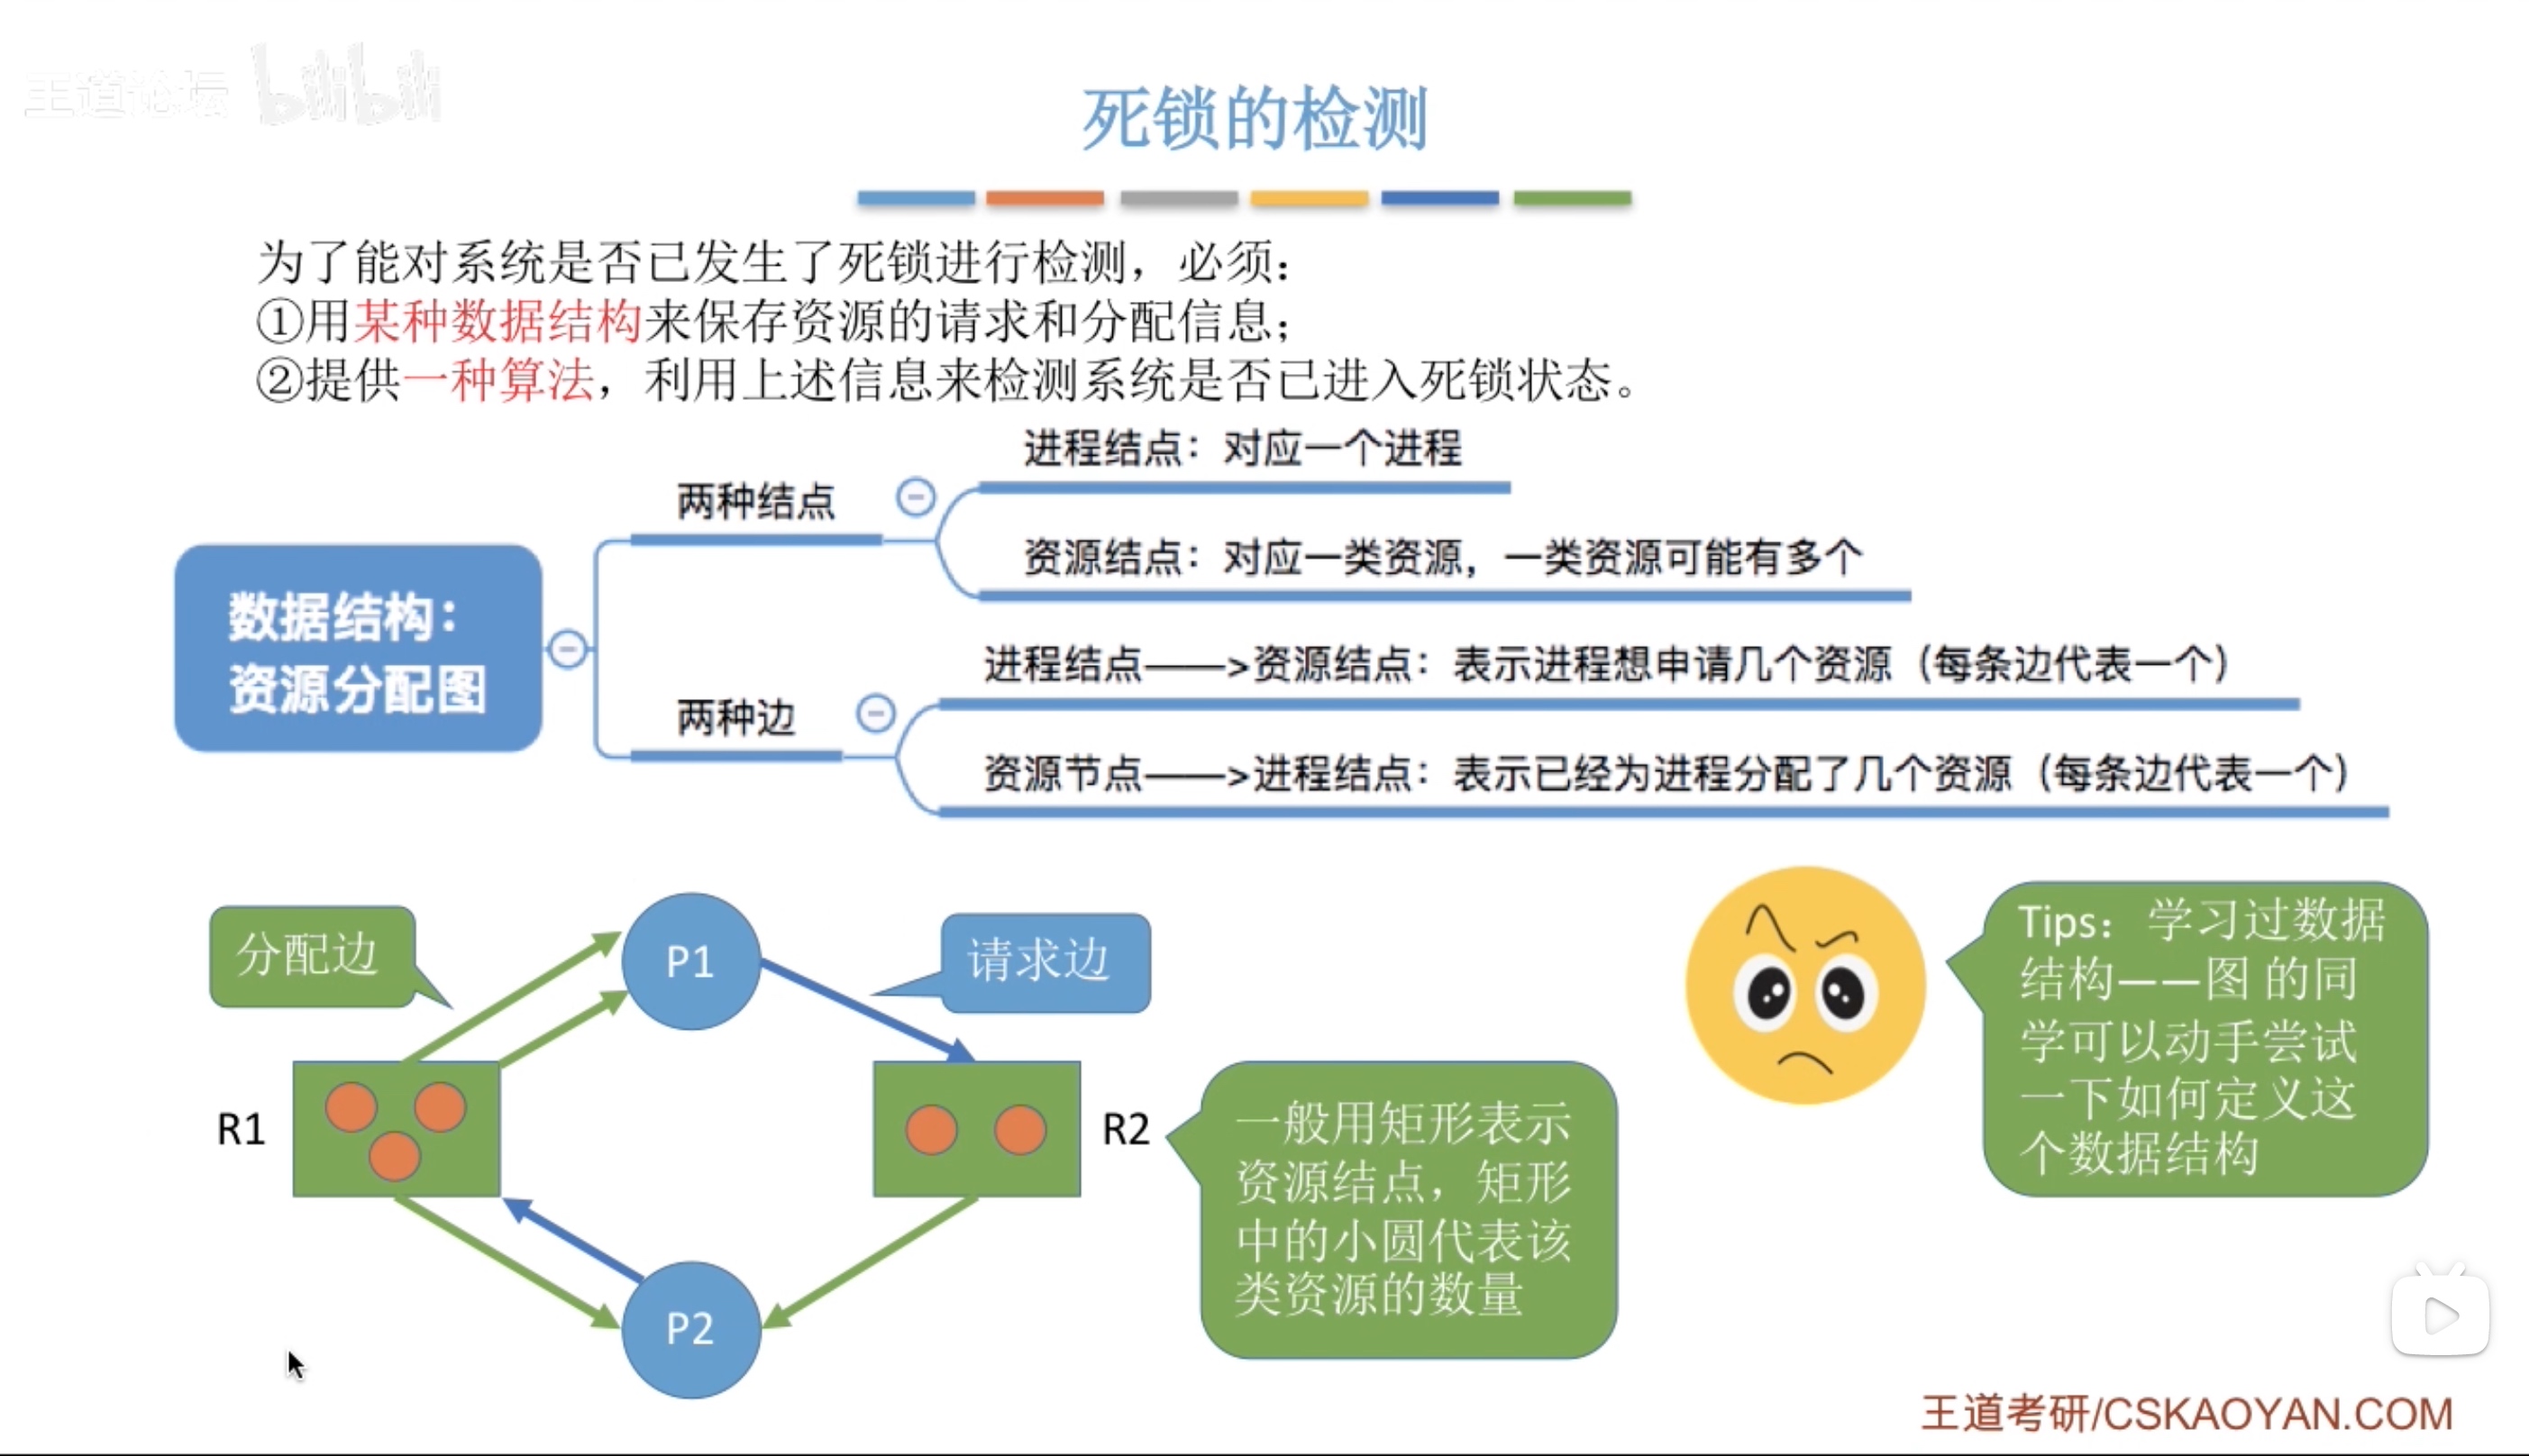 王道论坛 bilibili
死锁的检测
为了能对系统是否已发生了死锁进行检测，必须：
①用某种数据结构来保存资源的请求和分配信息；
②提供一种算法，利用上述信息来检测系统是否已进入死锁状态。
数据结构：
资源分配图
两种结点
进程结点：对应一个进程
资源结点：对应一类资源，一类资源可能有多个
两种边
进程结点——>资源结点：表示进程想申请几个资源（每条边代表一个）
资源节点——>进程结点：表示已经为进程分配了几个资源（每条边代表一个）
分配边
P1
请求边
R1
R2
P2
一般用矩形表示
资源结点，矩形
中的小圆代表该
类资源的数量
Tips： 学习过数据
结构——图 的同
学可以动手尝试
一下如何定义这
个数据结构
王道考研/CSKAOYAN.COM